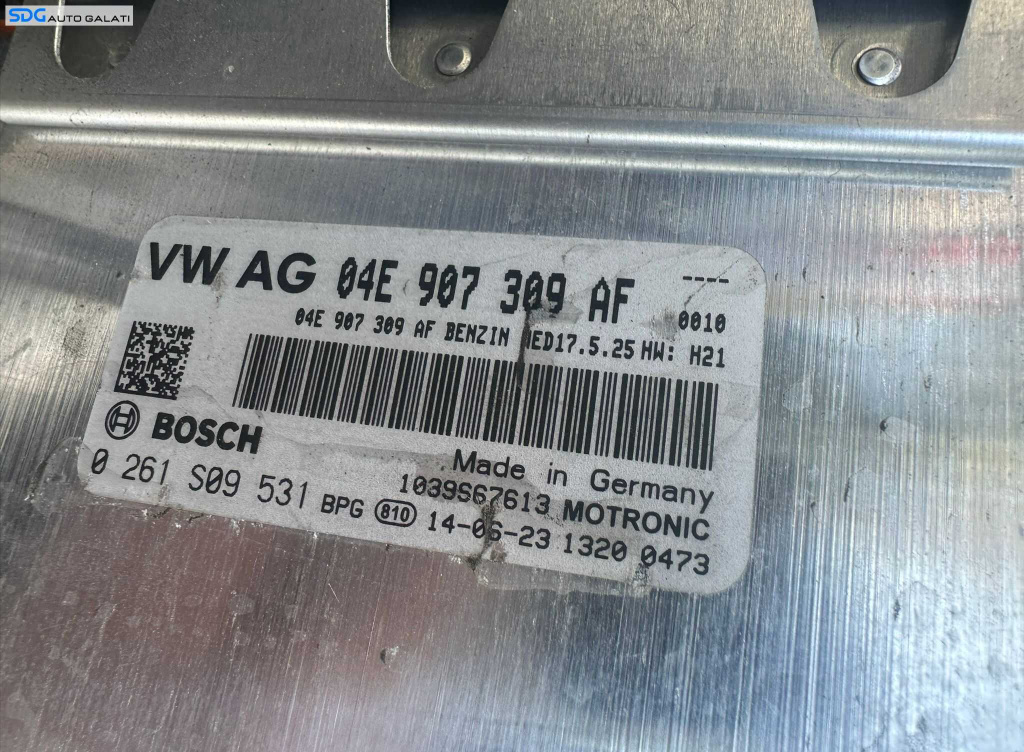 SDG AUTO GALATI
VW AG 04E 907 309 AF ----
0010
04E 907 309 AF BENZIN MED17.5.25 HW: H21
BOSCH
Made in Germany
0 261 S09 531 1039S67613 MOTRONIC
BPG 810 14-06-23 1320 0473